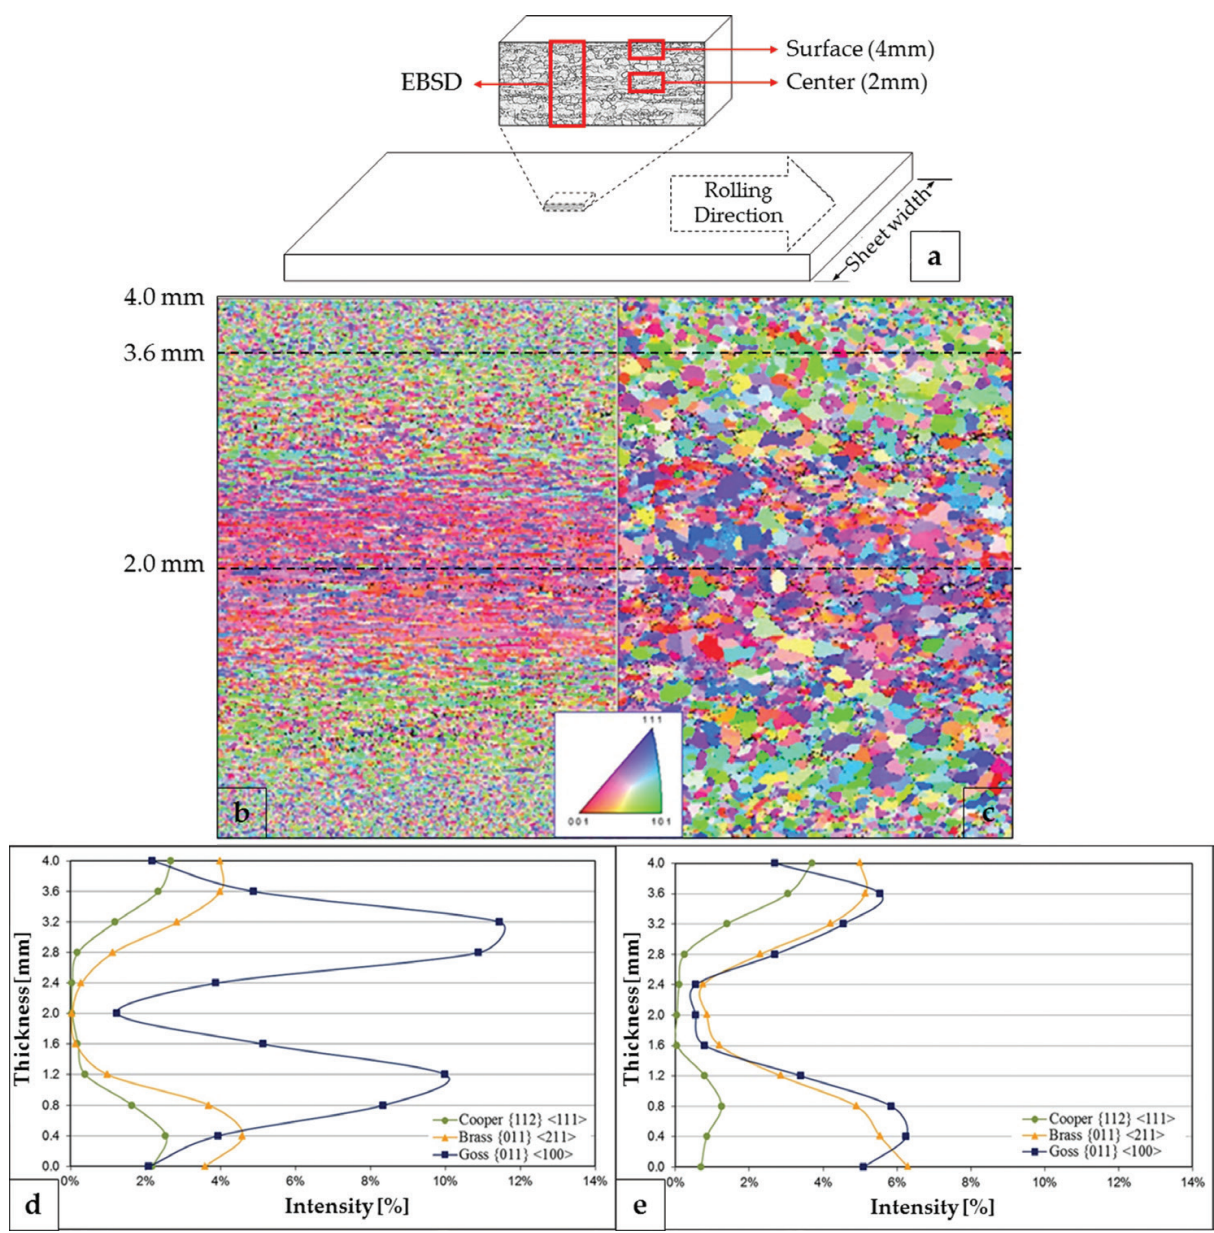 Surface (4mm)
EBSD
Center (2mm)
Rolling
Direction
Sheet width
a
4.0 mm
3.6 mm
2.0 mm
111
001
101
b
c
4.0
3.6
3.2
2.8
2.4
2.0
1.6
1.2
0.8
0.4
0.0
Thickness [mm]
Cooper {112} <111>
Brass {011} <211>
Goss {011} <100>
0%
2%
4%
6%
8%
10%
12%
14%
Intensity [%]
d
4.0
3.6
3.2
2.8
2.4
2.0
1.6
1.2
0.8
0.4
0.0
Thickness [mm]
Cooper {112} <111>
Brass {011} <211>
Goss {011} <100>
0%
2%
4%
6%
8%
10%
12%
14%
Intensity [%]
e